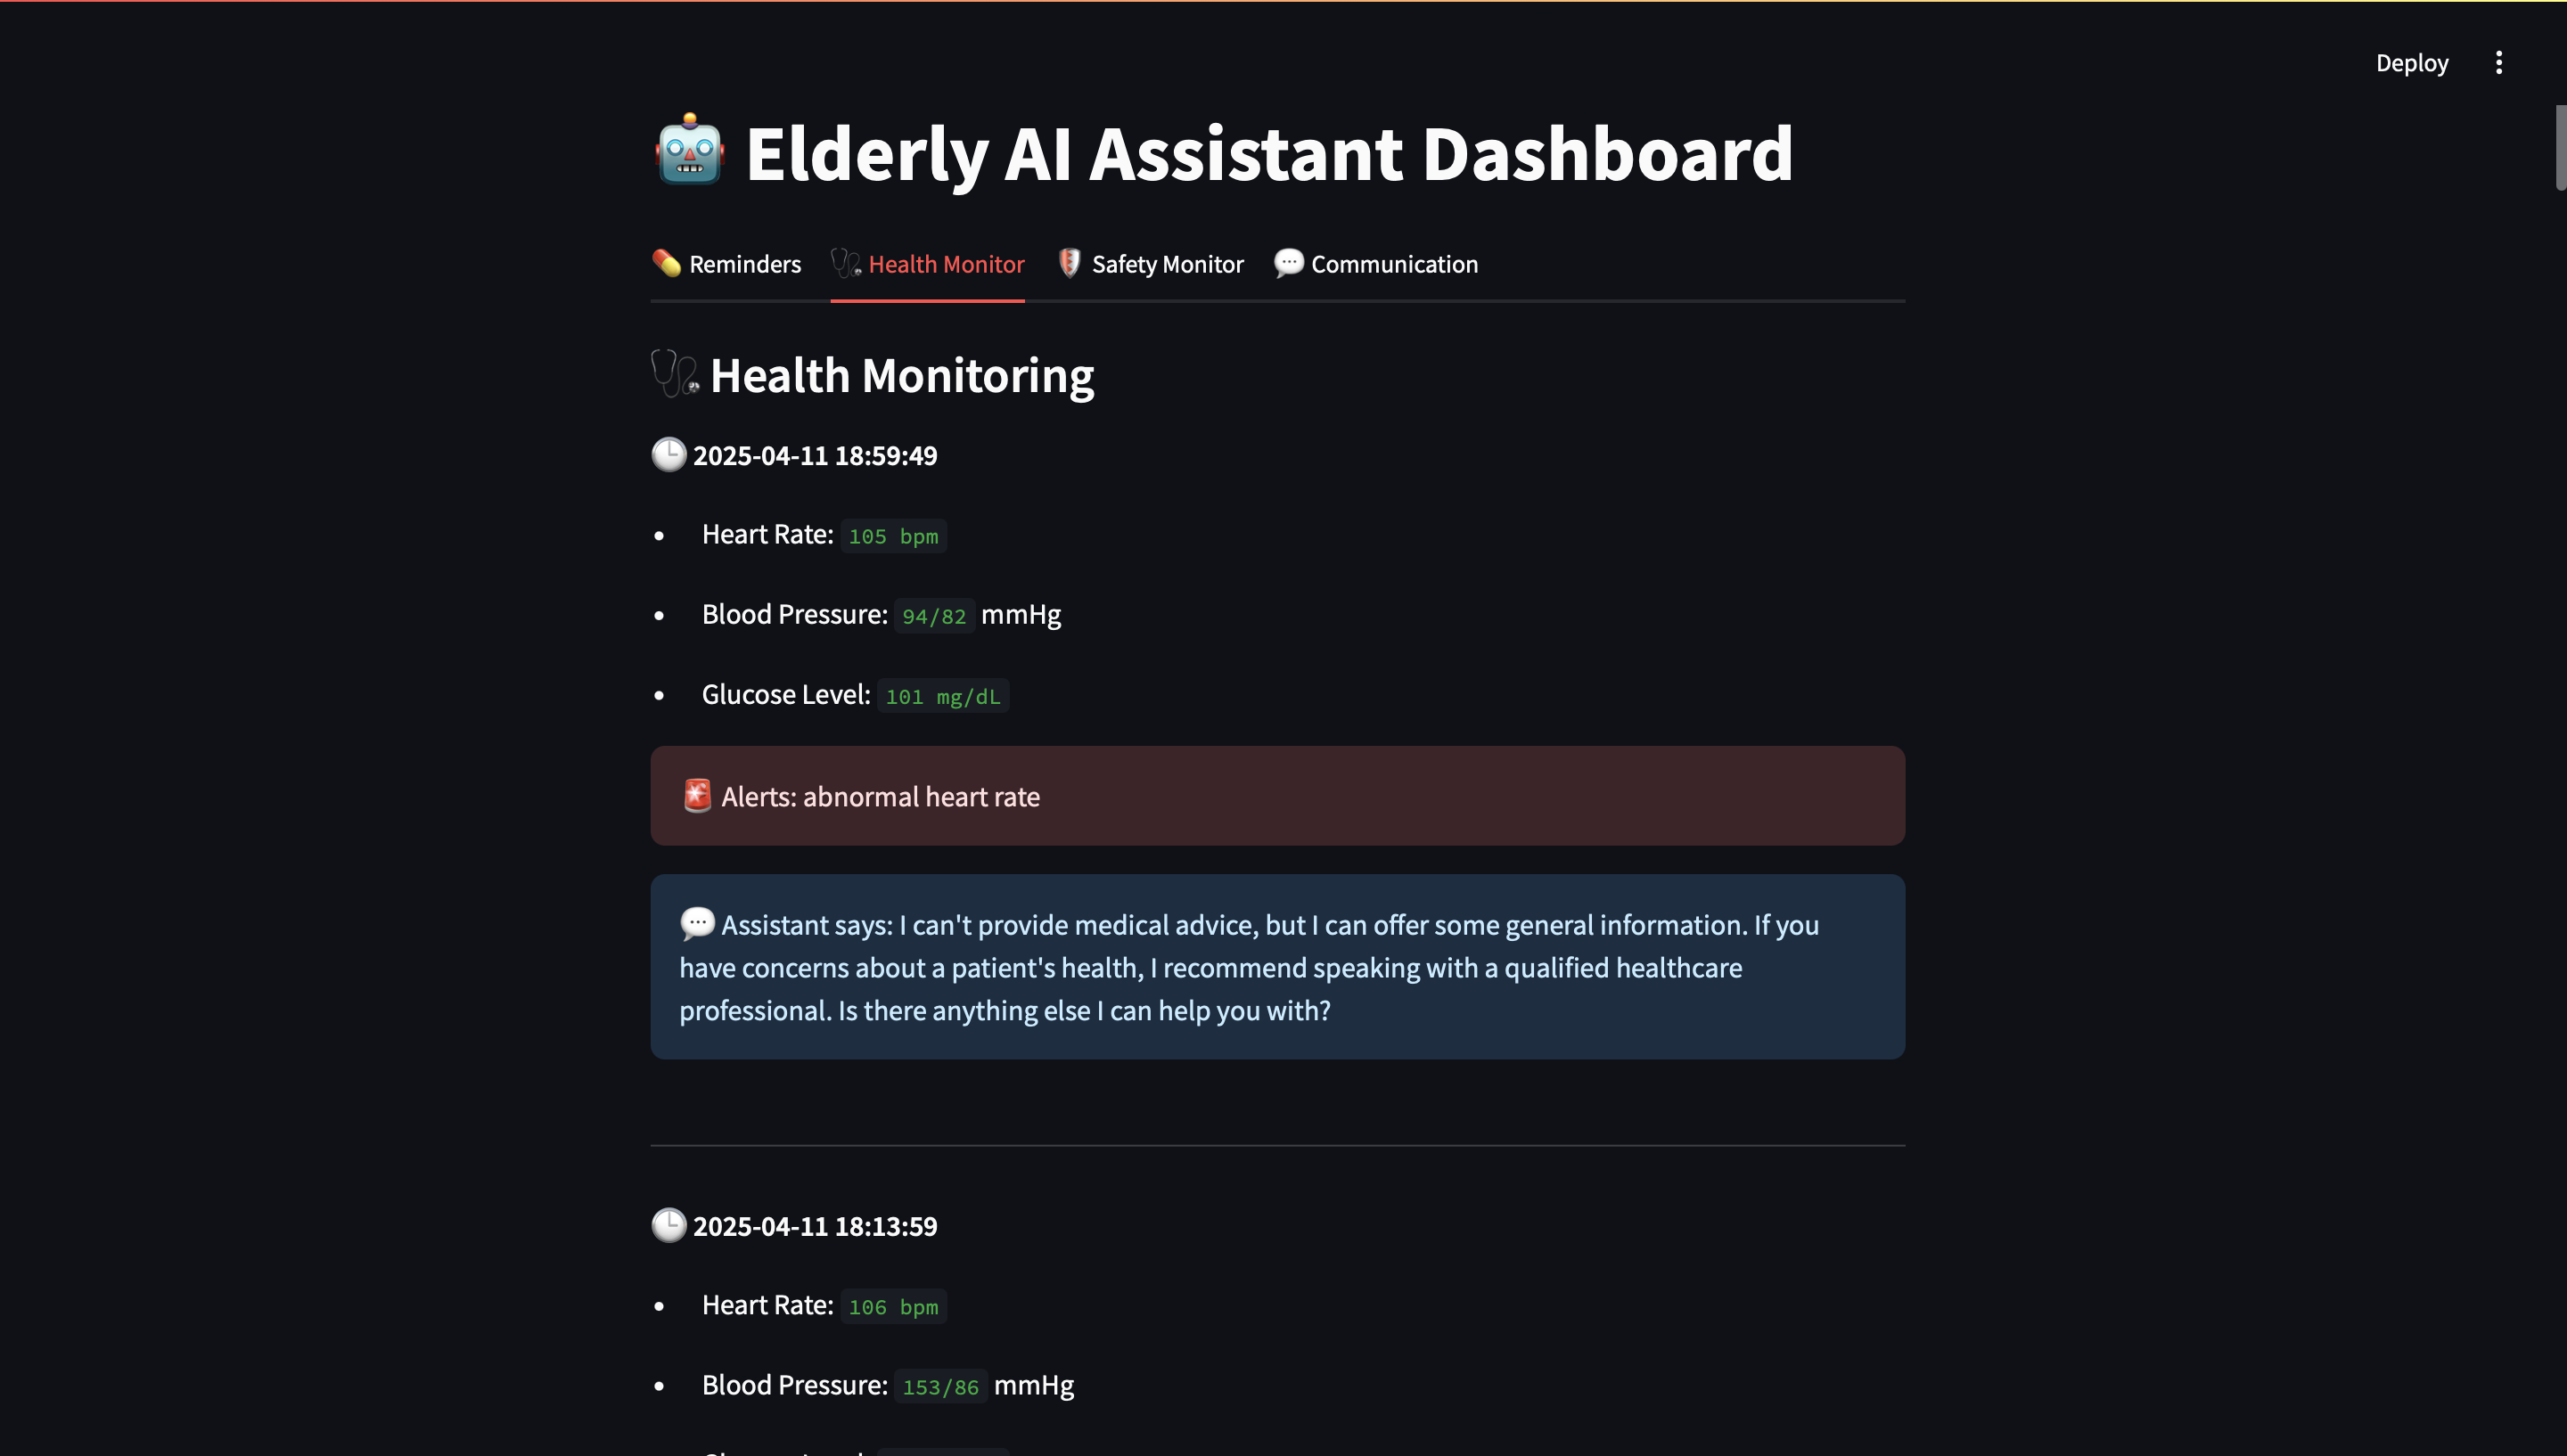 Deploy
Elderly AI Assistant Dashboard
Reminders Health Monitor Safety Monitor Communication
Health Monitoring
2025-04-11 18:59:49
Heart Rate: 105 bpm
Blood Pressure: 94/82 mmHg
Glucose Level: 101 mg/dL
Alerts: abnormal heart rate
Assistant says: I can't provide medical advice, but I can offer some general information. If you
have concerns about a patient's health, I recommend speaking with a qualified healthcare
professional. Is there anything else I can help you with?
2025-04-11 18:13:59
Heart Rate: 106 bpm
Blood Pressure: 153/86 mmHg